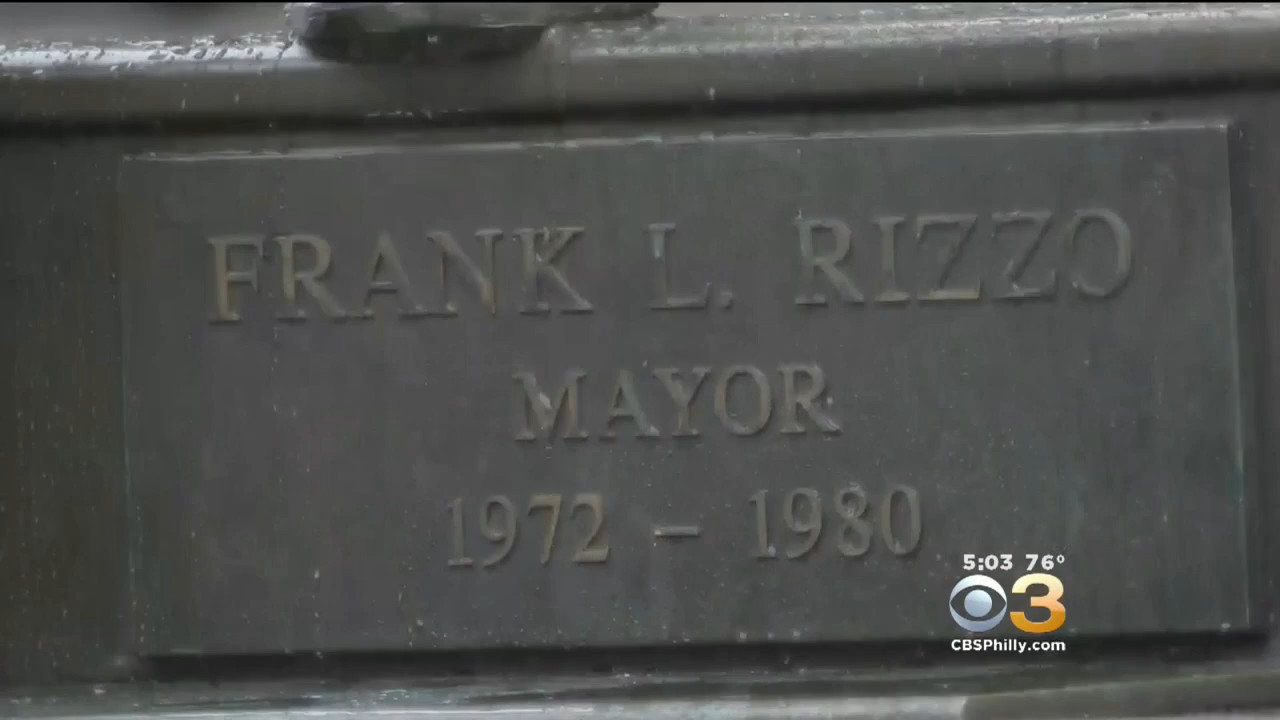 FRANK L. RIZZO
MAYOR
1972 - 1980
5:03 76°
3
CBSPhilly.com